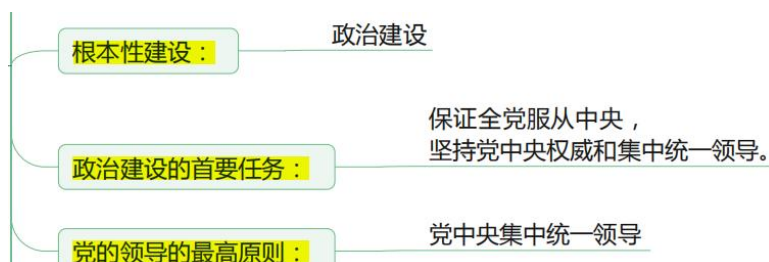 根本性建设：
政治建设
政治建设的首要任务：
保证全党服从中央，
坚持党中央权威和集中统一领导。
党的领导的最高原则：
党中央集中统一领导